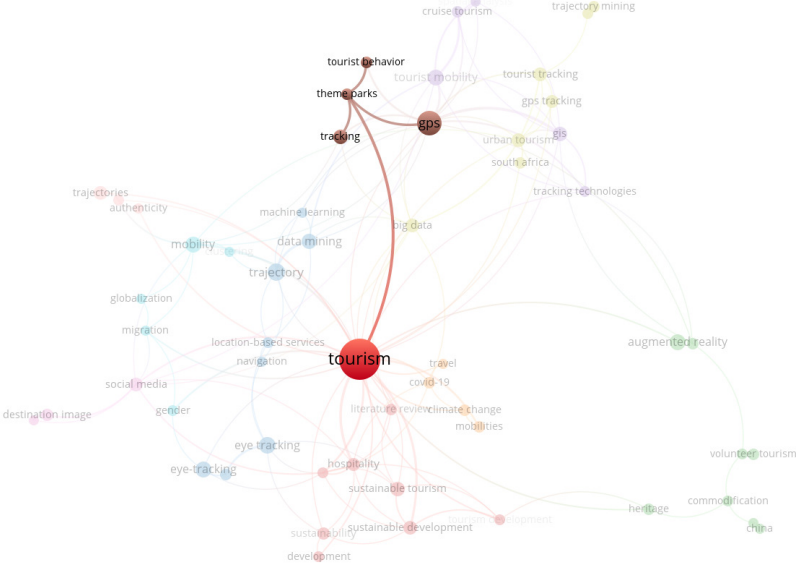 cruise tourism
trajectory mining
tourist behavior
tourist mobility
tourist tracking
theme parks
gps tracking
gps
tracking
gis
urban tourism
south africa
tracking technologies
trajectories
authenticity
machine learning
big data
mobility
data mining
trajectory
globalization
migration
location-based services
augmented reality
tourism
navigation
travel
social media
covid-19
destination image
gender
literature review
climate change
mobilities
eye tracking
volunteer tourism
hospitality
eye-tracking
sustainable tourism
commodification
heritage
sustainable development
china
sustainability
development